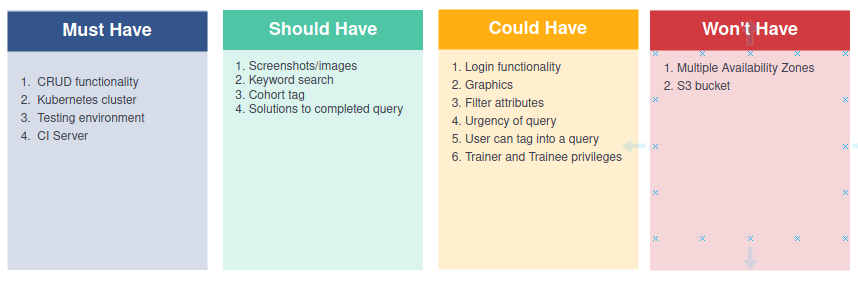 Must Have
1. CRUD functionality
2. Kubernetes cluster
3. Testing environment
4. CI Server
Should Have
1. Screenshots/images
2. Keyword search
3. Cohort tag
4. Solutions to completed query
Could Have
1. Login functionality
2. Graphics
3. Filter attributes
4. Urgency of query
5. User can tag into a query
6. Trainer and Trainee privileges
Won't Have
1. Multiple Availability Zones
2. S3 bucket